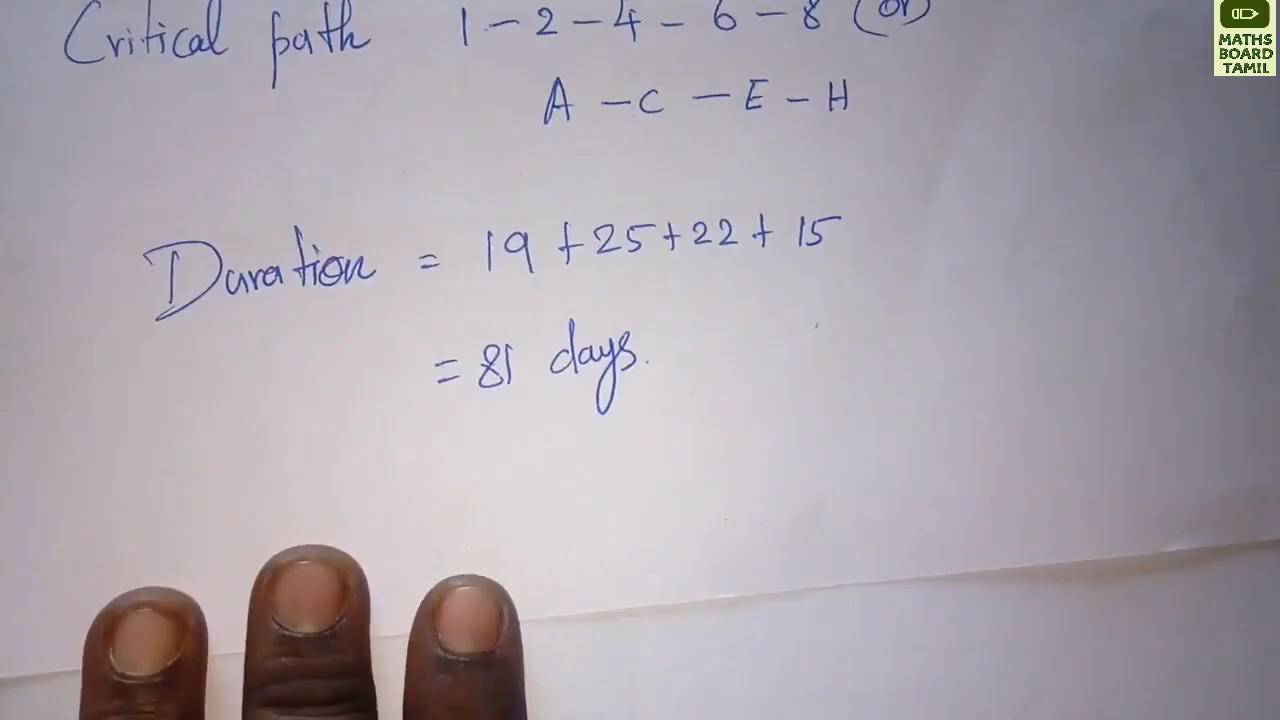 Critical path 1 - 2 - 4 - 6 - 8 (or)
A - C - E - H
Duration = 19 + 25 + 22 + 15
= 81 days.
MATHS
BOARD
TAMIL